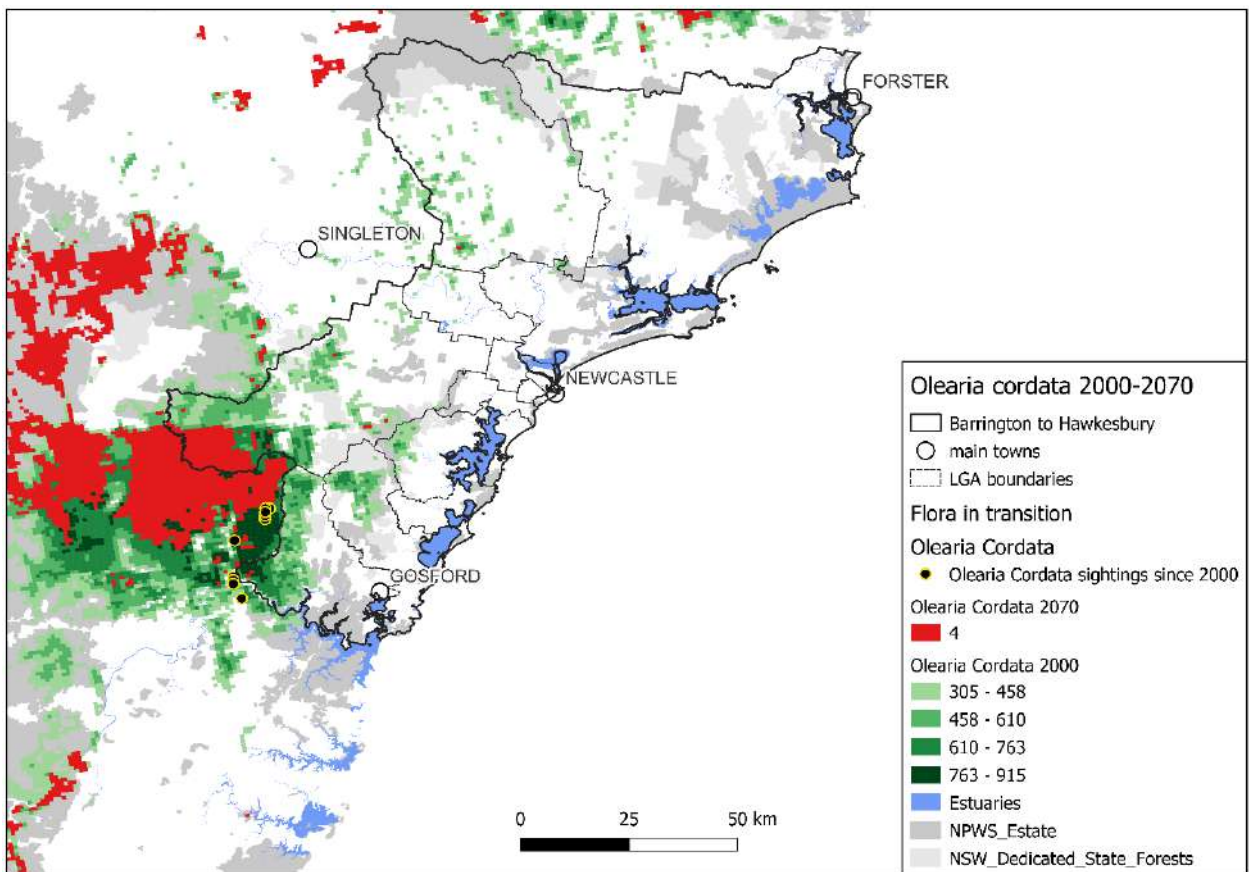 FORSTER
SINGLETON
NEWCASTLE
GOSFORD
Olearia cordata 2000-2070
Barrington to Hawkesbury
main towns
LGA boundaries
Flora in transition
Olearia Cordata
Olearia Cordata sightings since 2000
Olearia Cordata 2070
4
Olearia Cordata 2000
305 - 458
458 - 610
610 - 763
763 - 915
Estuaries
NPWS_Estate
NSW_Dedicated_State_Forests
0 25 50 km